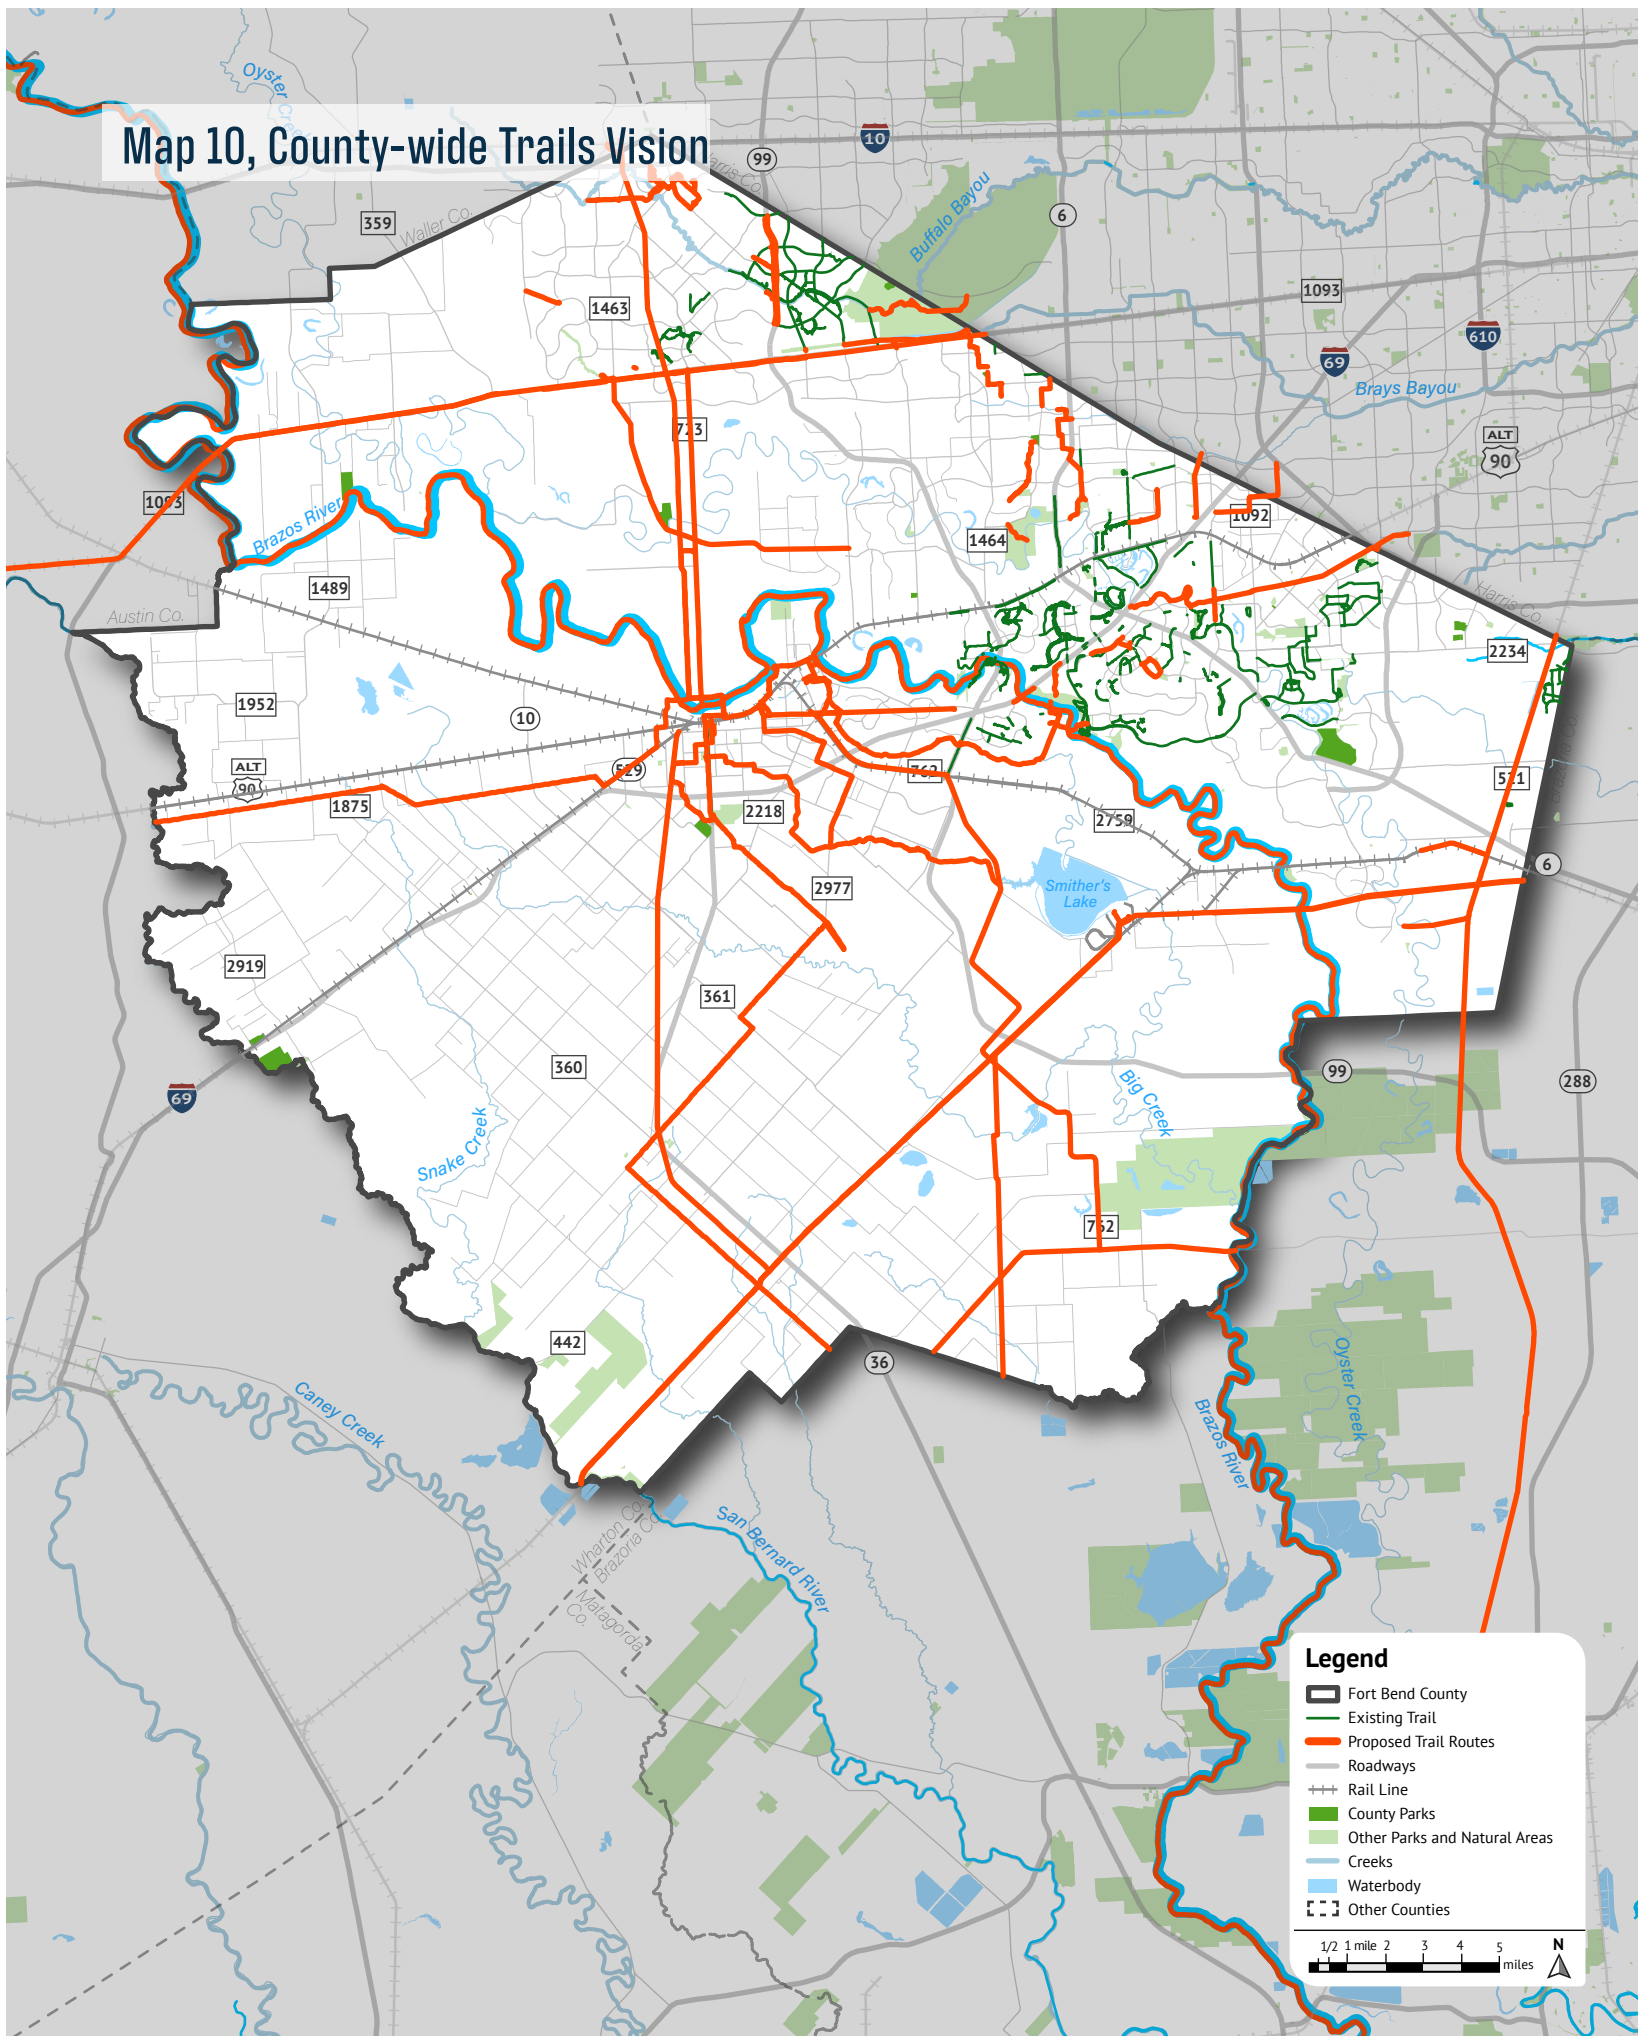 Map 10, County-wide Trails Vision
Oyster Creek
10
99
Harris Co.
359
Waller Co.
6
Buffalo Bayou
1463
1093
610
69
Brays Bayou
723
ALT
90
1093
Brazos River
1092
1464
1489
Austin Co.
Harris Co.
2234
1952
10
ALT
90
529
762
521
1875
2218
2759
6
2977
Smither's
Lake
2919
361
360
69
99
288
Big Creek
Snake Creek
762
442
36
Oyster Creek
Caney Creek
Brazos River
San Bernard River
Wharton Co.
Brazoria Co.
Matagorda
Co.
Legend
Fort Bend County
Existing Trail
Proposed Trail Routes
Roadways
Rail Line
County Parks
Other Parks and Natural Areas
Creeks
Waterbody
Other Counties
1/2 1 mile 2 3 4 5
miles
N